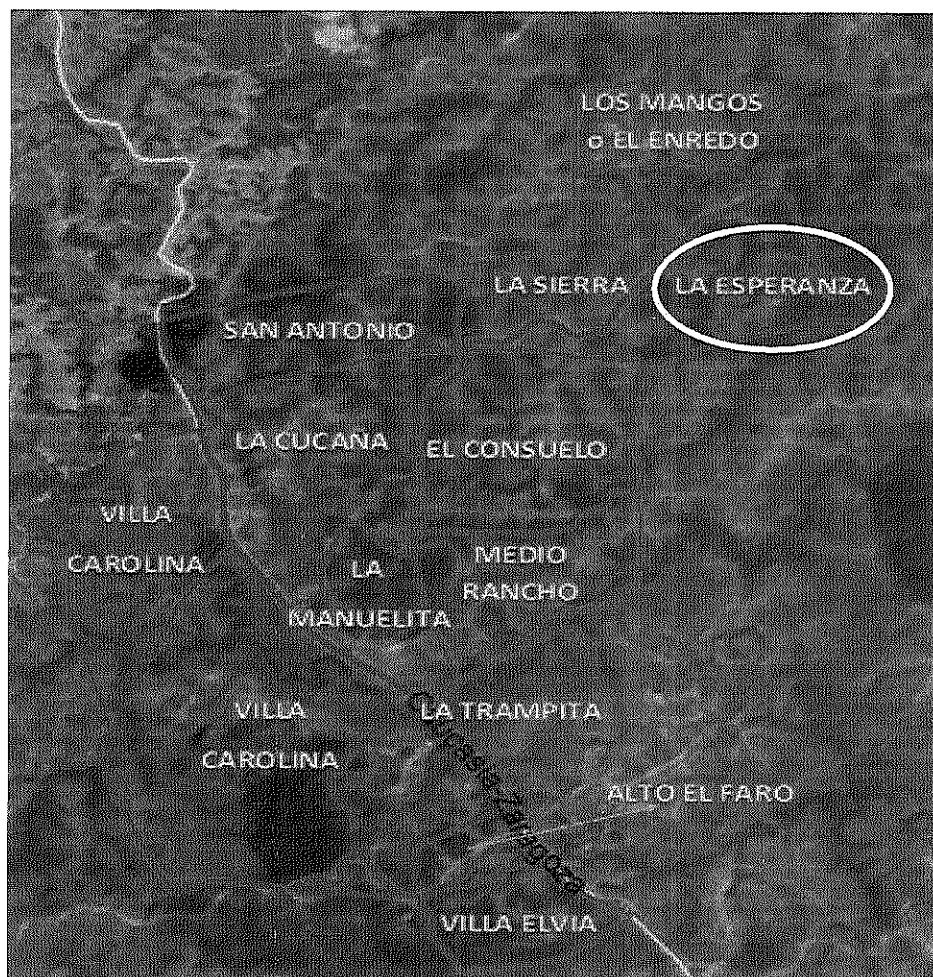 LOS MANGOS
o EL ENREDO
LA SIERRA
LA ESPERANZA
SAN ANTONIO
LA CUCANA
EL CONSUELO
VILLA
CAROLINA
LA
MANUELITA
MEDIO
RANCHO
VILLA
CAROLINA
LA TRAMPITA
Zaragoza
ALTO EL FARO
VILLA ELVIA